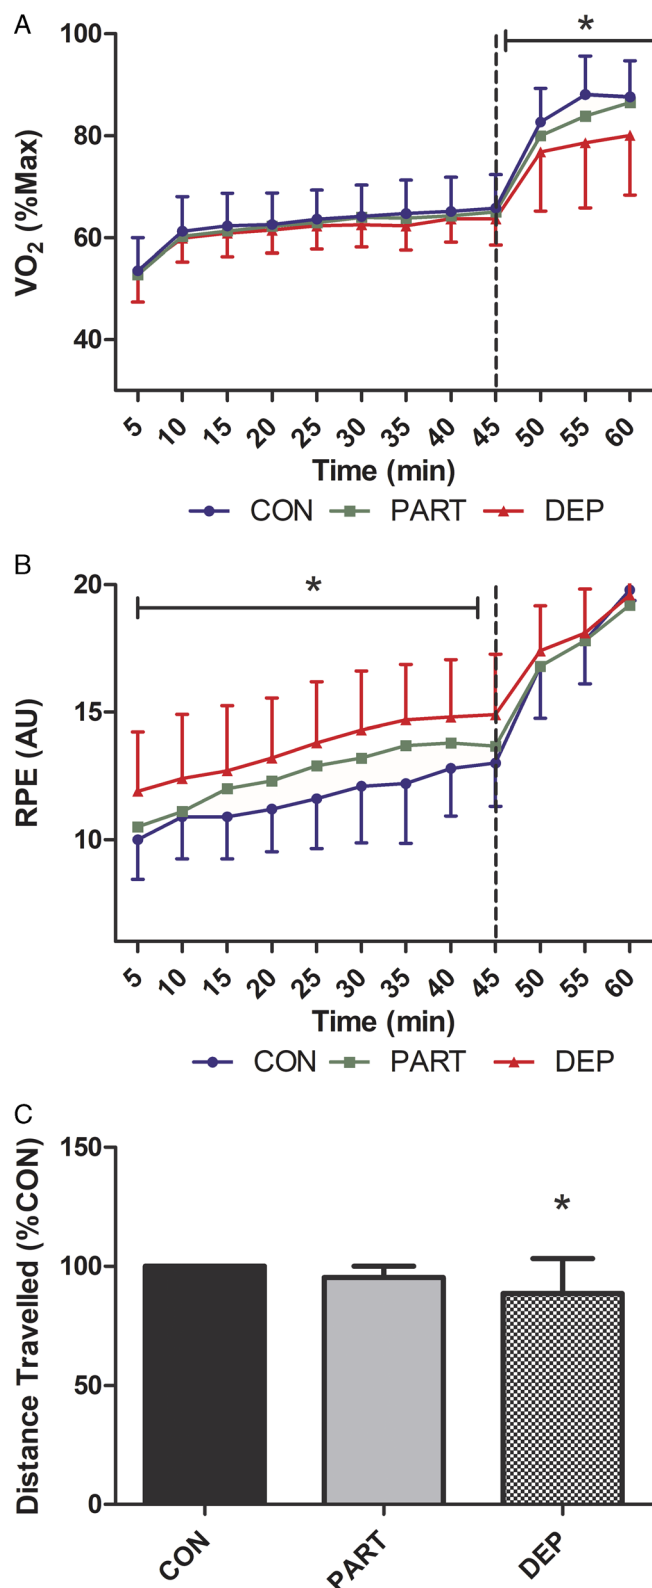 A
*
VO₂ (%Max)
100
80
60
40
5 10 15 20 25 30 35 40 45 50 55 60
Time (min)
CON PART DEP
B
*
RPE (AU)
20
15
10
5 10 15 20 25 30 35 40 45 50 55 60
Time (min)
CON PART DEP
C
Distance Travelled (%CON)
150
*
100
50
0
CON PART DEP